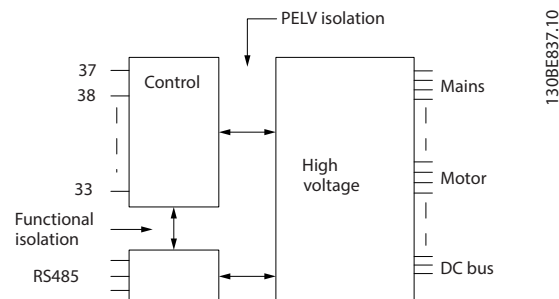 PELV isolation
130BE837.10
37
Control
38
Mains
High
voltage
Motor
33
Functional
isolation
RS485
DC bus